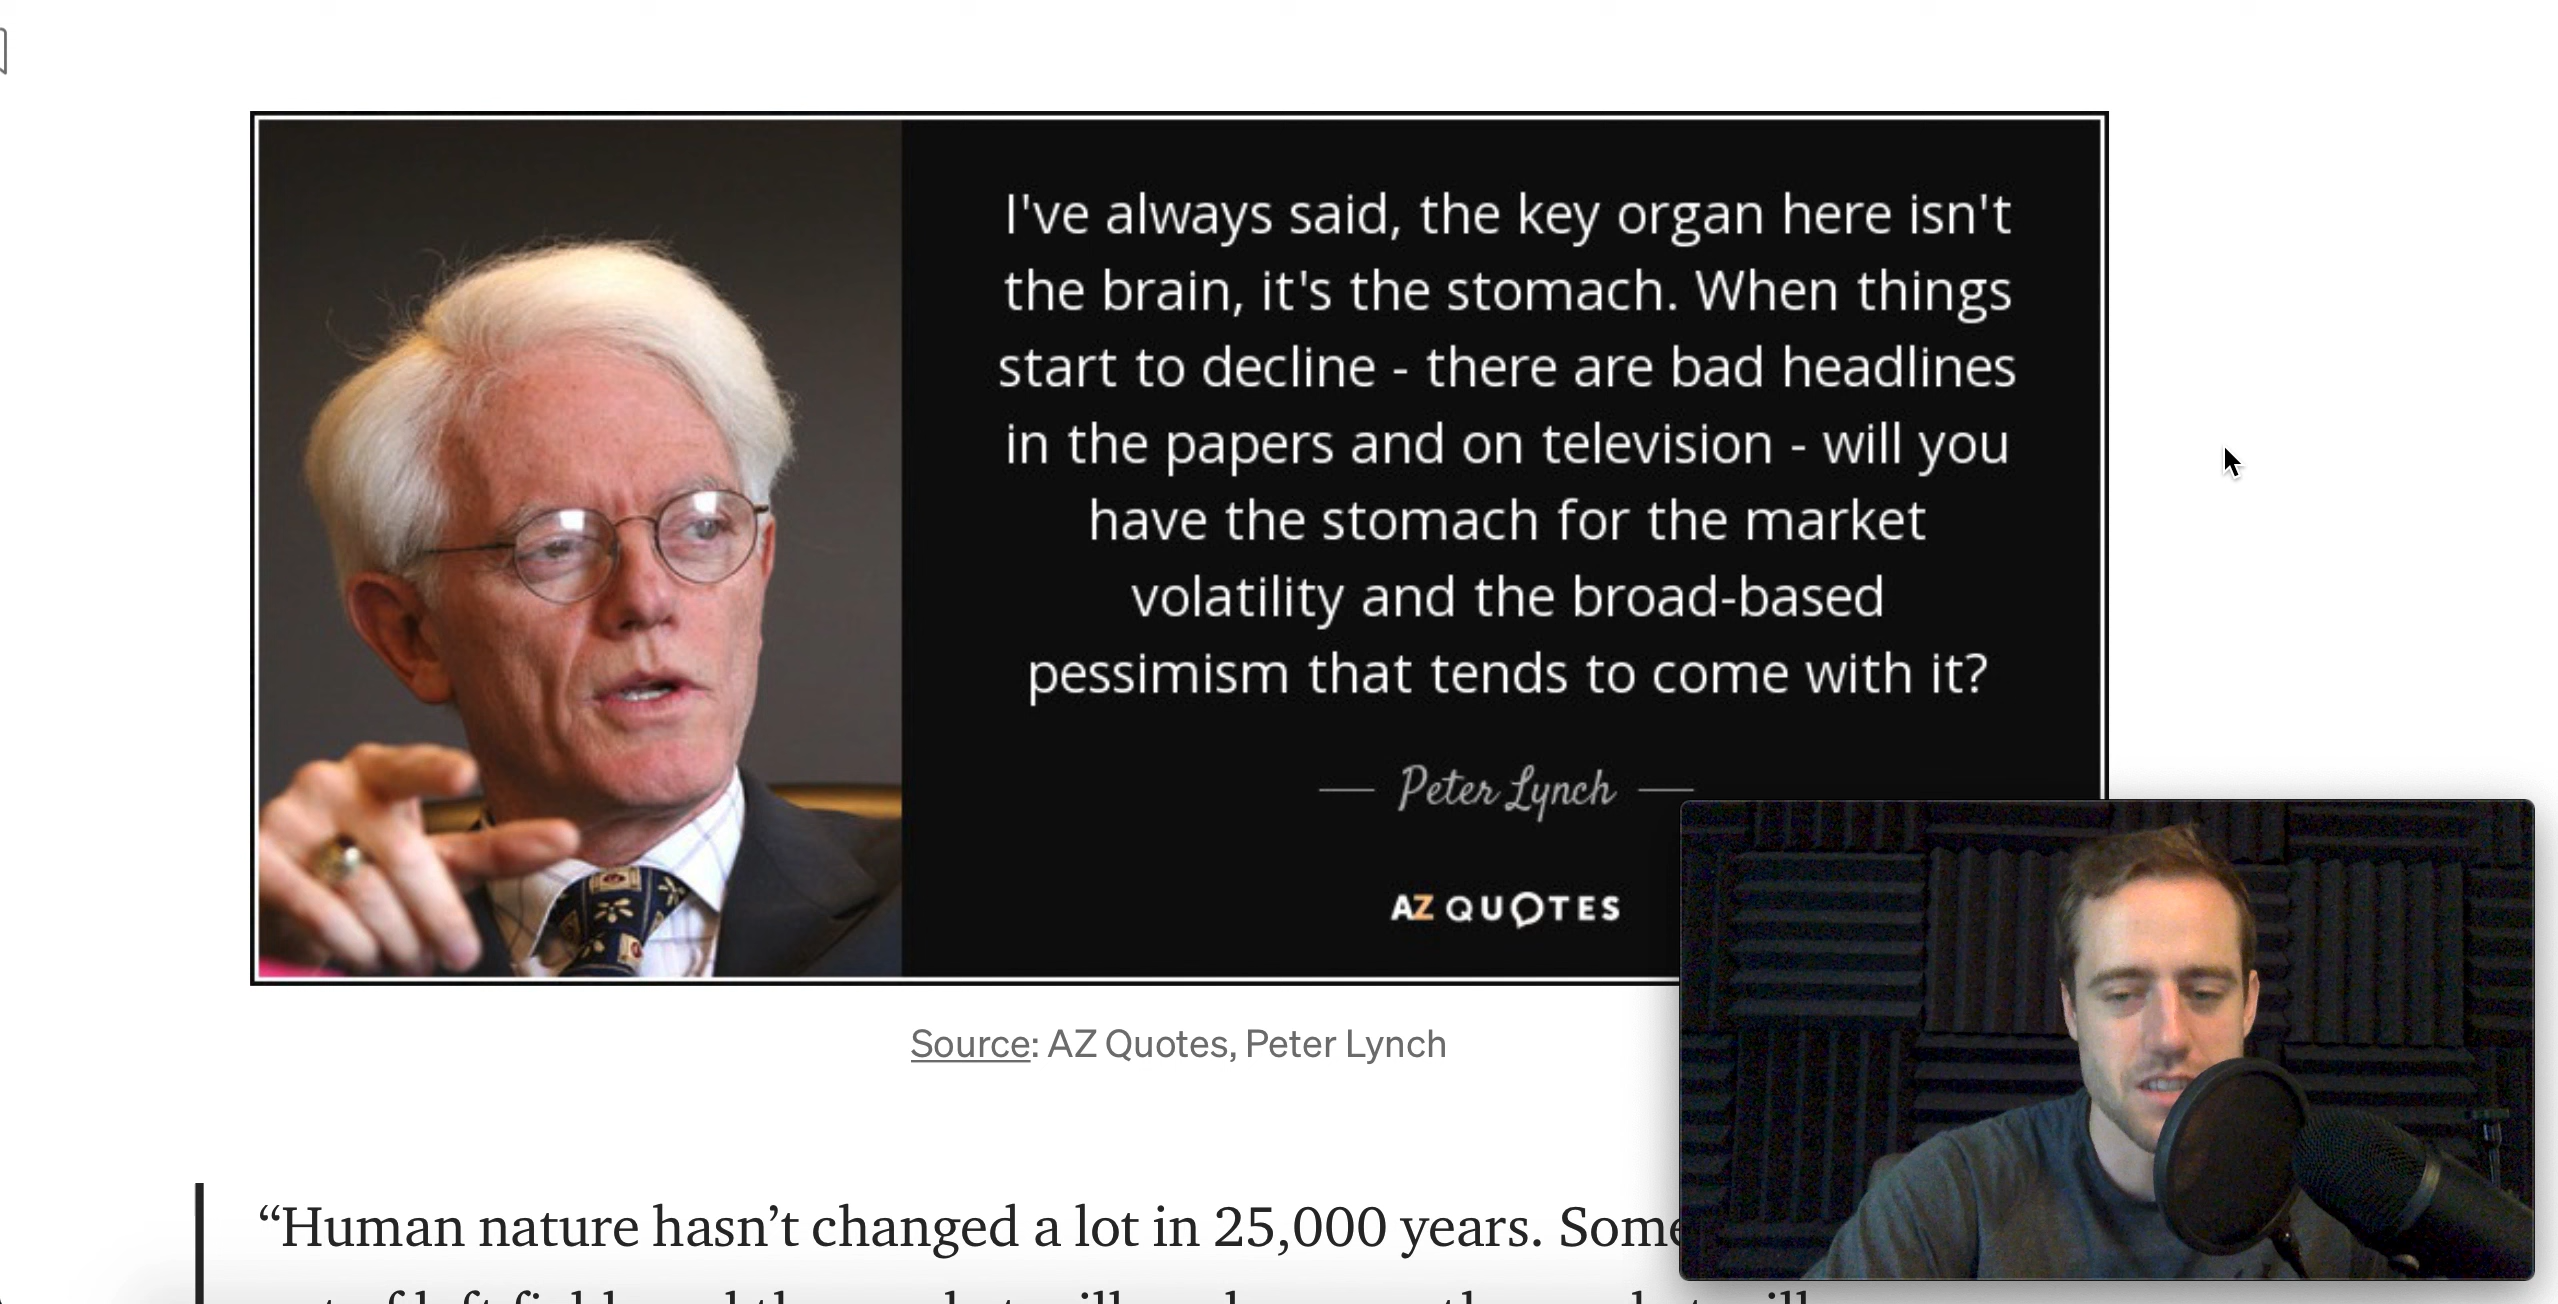 I've always said, the key organ here isn't
the brain, it's the stomach. When things
start to decline - there are bad headlines
in the papers and on television - will you
have the stomach for the market
volatility and the broad-based
pessimism that tends to come with it?
Peter Lynch
AZ QUOTES
Source: AZ Quotes, Peter Lynch
“Human nature hasn’t changed a lot in 25,000 years. Some